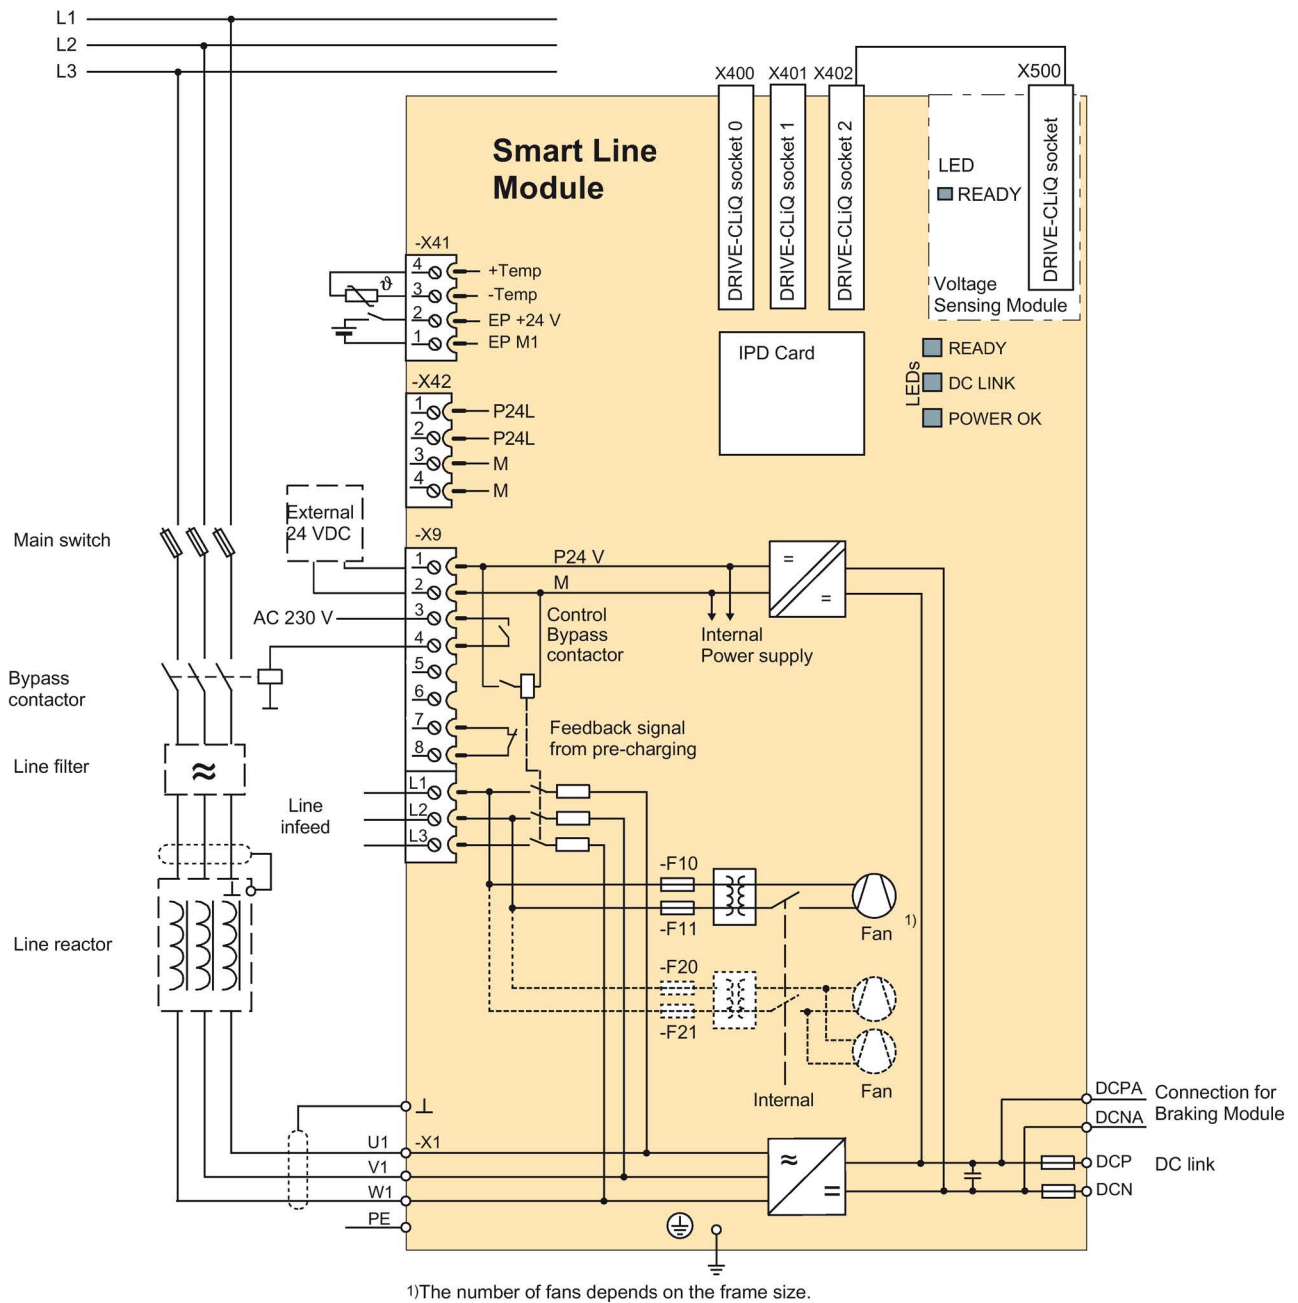 L1
L2
L3
X400
X401
X402
X500
Smart Line
Module
DRIVE-CLiQ socket 0
DRIVE-CLiQ socket 1
DRIVE-CLiQ socket 2
DRIVE-CLiQ socket
LED
READY
Voltage
Sensing Module
IPD Card
LEDs
READY
DC LINK
POWER OK
-X41
ϑ
4
+Temp
3
-Temp
2
EP +24 V
1
EP M1
-X42
1
P24L
2
P24L
3
M
4
M
External
24 VDC
Main switch
-X9
1
P24 V
2
M
=
=
AC 230 V
3
4
5
6
7
8
Control
Bypass
contactor
Internal
Power supply
Bypass
contactor
Feedback signal
from pre-charging
Line filter
≈
Line
infeed
L1
L2
L3
Line reactor
-F10
-F11
Fan
1)
-F20
-F21
Internal
Fan
DCPA
DCNA
Connection for
Braking Module
⊥
U1
-X1
V1
W1
PE
≈
=
DCP
DCN
DC link
1)The number of fans depends on the frame size.